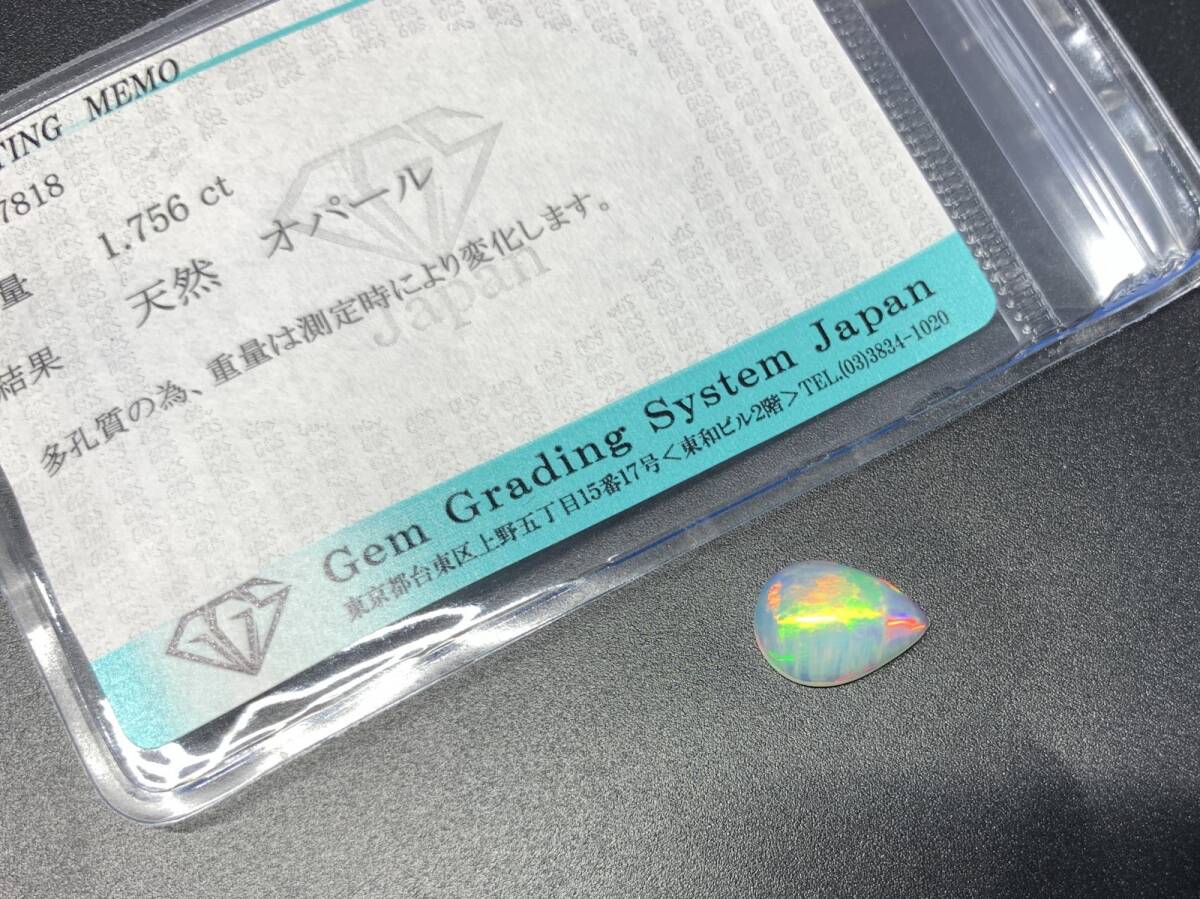 TING MEMO
7818
量 1.756 ct
結果 天然 オパール
多孔質の為、重量は測定時により変化します。
Japan
Gem Grading System Japan
東京都台東区上野五丁目15番17号＜東和ビル2階＞TEL.(03)3834-1020